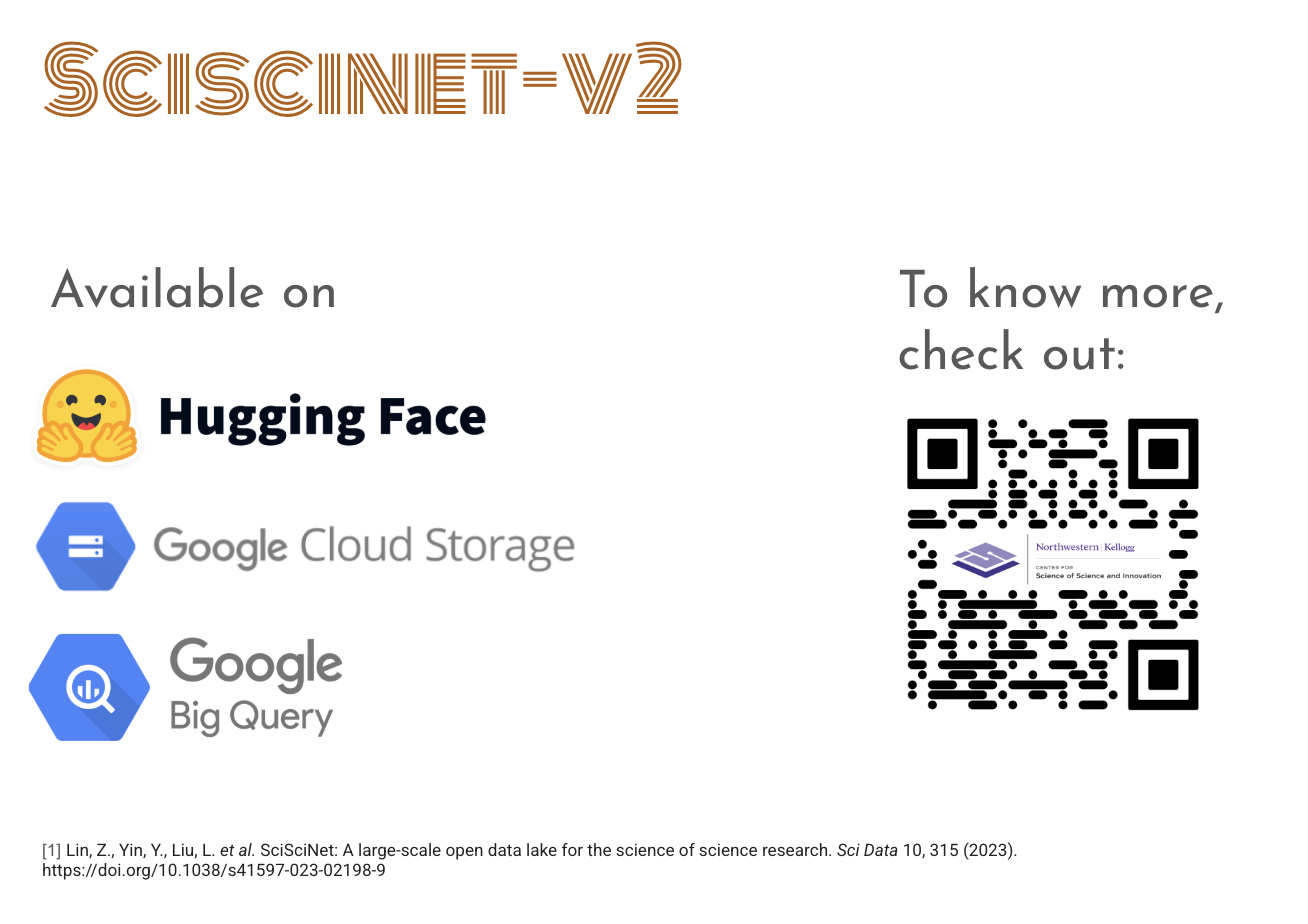 SCISCINET-V2
Available on
Hugging Face
Google Cloud Storage
Google
Big Query
To know more,
check out:
Northwestern | Kellogg
CENTER FOR
Science of Science and Innovation
[1] Lin, Z., Yin, Y., Liu, L. et al. SciSciNet: A large-scale open data lake for the science of science research. Sci Data 10, 315 (2023).
https://doi.org/10.1038/s41597-023-02198-9